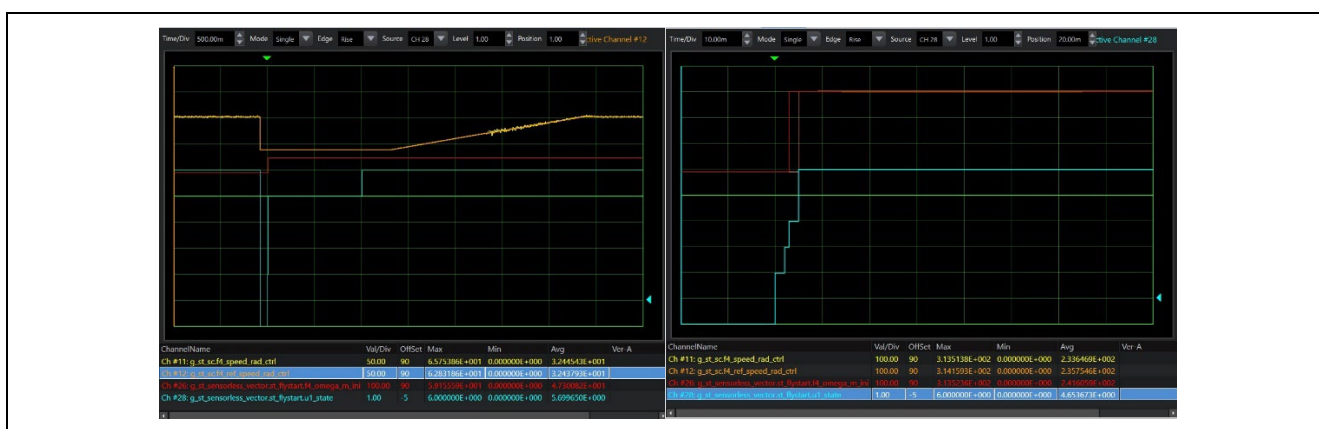 Time/Div 500.00m Mode Single Edge Rise Source CH 28 Level 1.00 Position 1.00 ctive Channel #12
ChannelName Val/Div OffSet Max Min Avg Ver-A
Ch #11: g_st_sc.f4_speed_rad_ctrl 50.00 90 6.575386E+001 0.000000E+000 3.244543E+001
Ch #12: g_st_sc.f4_ref_speed_rad_ctrl 50.00 90 6.283186E+001 0.000000E+000 3.243793E+001
Ch #26: g_st_sensorless_vector.st_flystart.f4_omega_m_ini 100.00 90 5.915559E+001 0.000000E+000 4.730082E+001
Ch #28: g_st_sensorless_vector.st_flystart.u1_state 1.00 -5 6.000000E+000 0.000000E+000 5.699650E+000
Time/Div 10.00m Mode Single Edge Rise Source CH 28 Level 1.00 Position 20.00m ctive Channel #28
ChannelName Val/Div OffSet Max Min Avg Ver-A
Ch #11: g_st_sc.f4_speed_rad_ctrl 100.00 90 3.135138E+002 0.000000E+000 2.336469E+002
Ch #12: g_st_sc.f4_ref_speed_rad_ctrl 100.00 90 3.141593E+002 0.000000E+000 2.357546E+002
Ch #26: g_st_sensorless_vector.st_flystart.f4_omega_m_ini 100.00 90 3.135236E+002 0.000000E+000 2.416059E+002
Ch #28: g_st_sensorless_vector.st_flystart.u1_state 1.00 -5 6.000000E+000 0.000000E+000 4.653673E+000